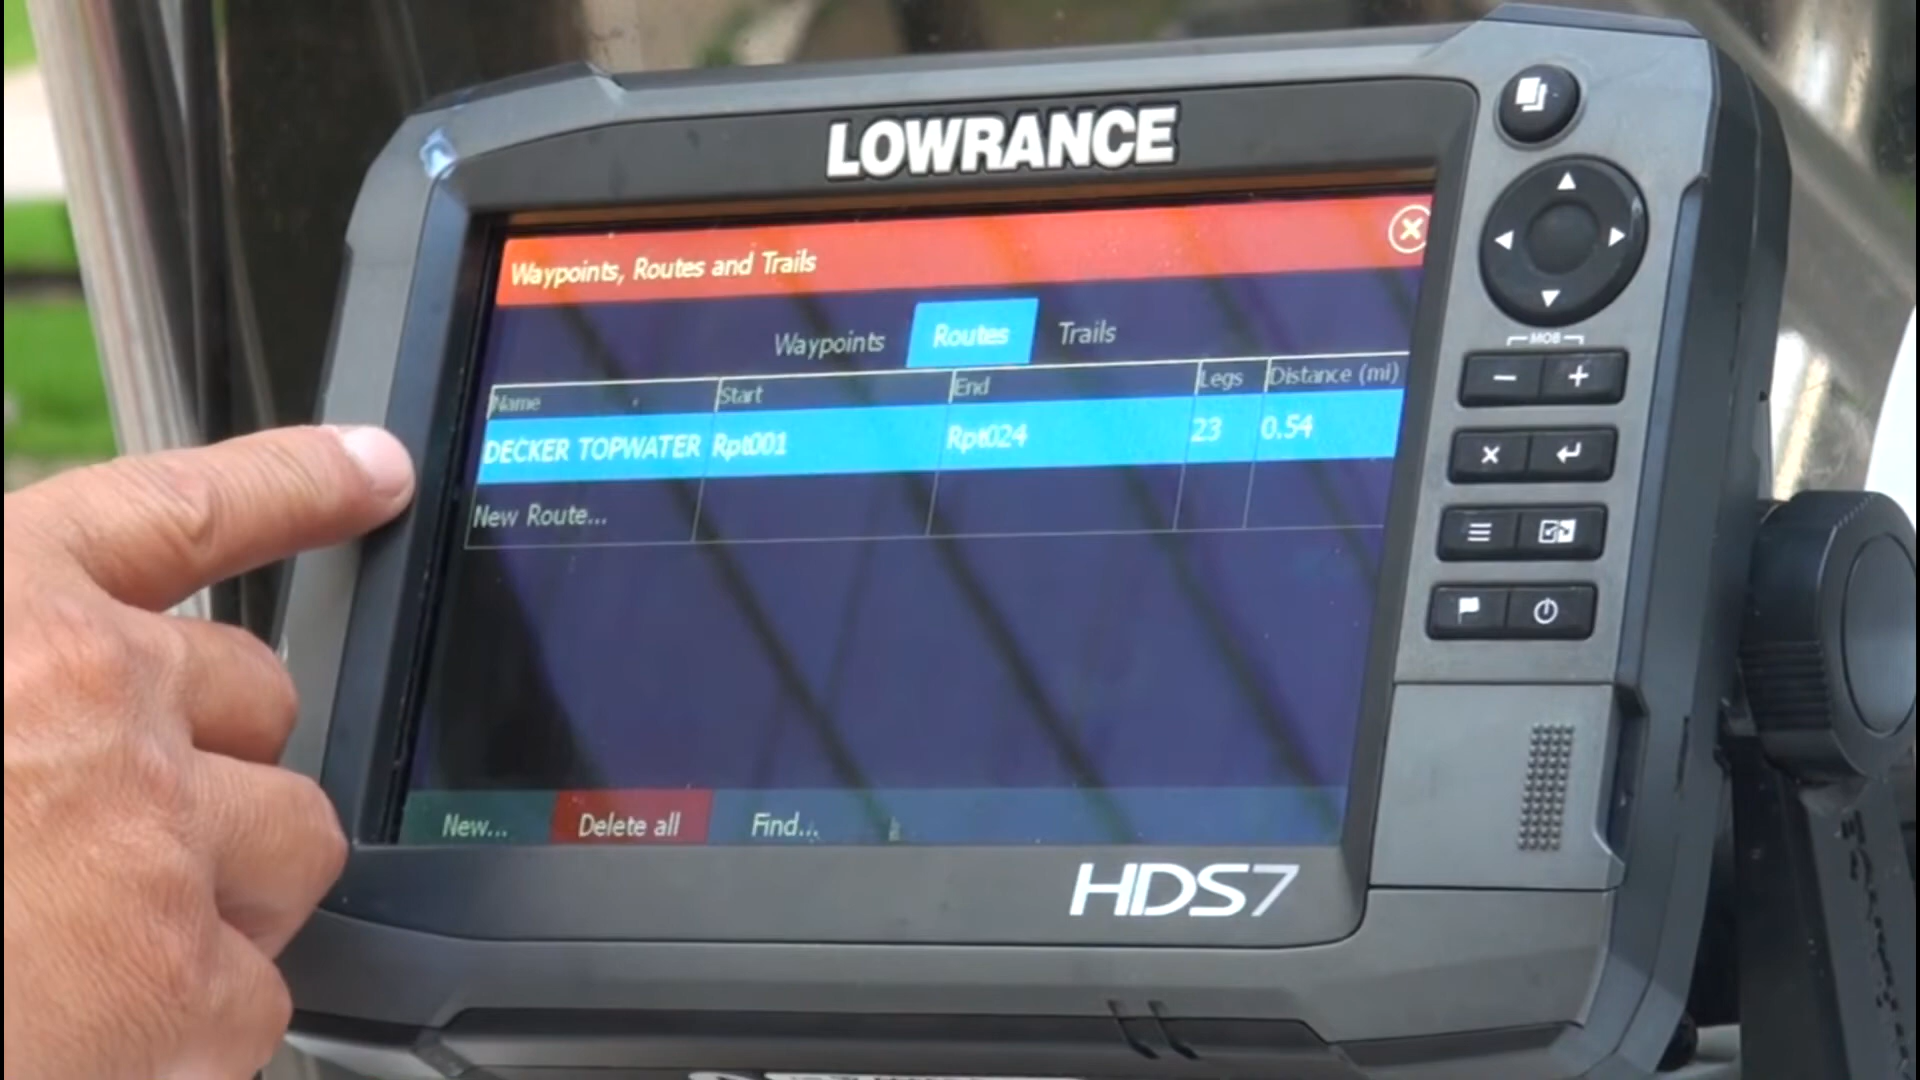 LOWRANCE
Waypoints, Routes and Trails
Waypoints Routes Trails
Name Start End Legs Distance (mi)
DECKER TOPWATER Rpt001 Rpt024 23 0.54
New Route...
New... Delete all Find...
MOB
HDS7